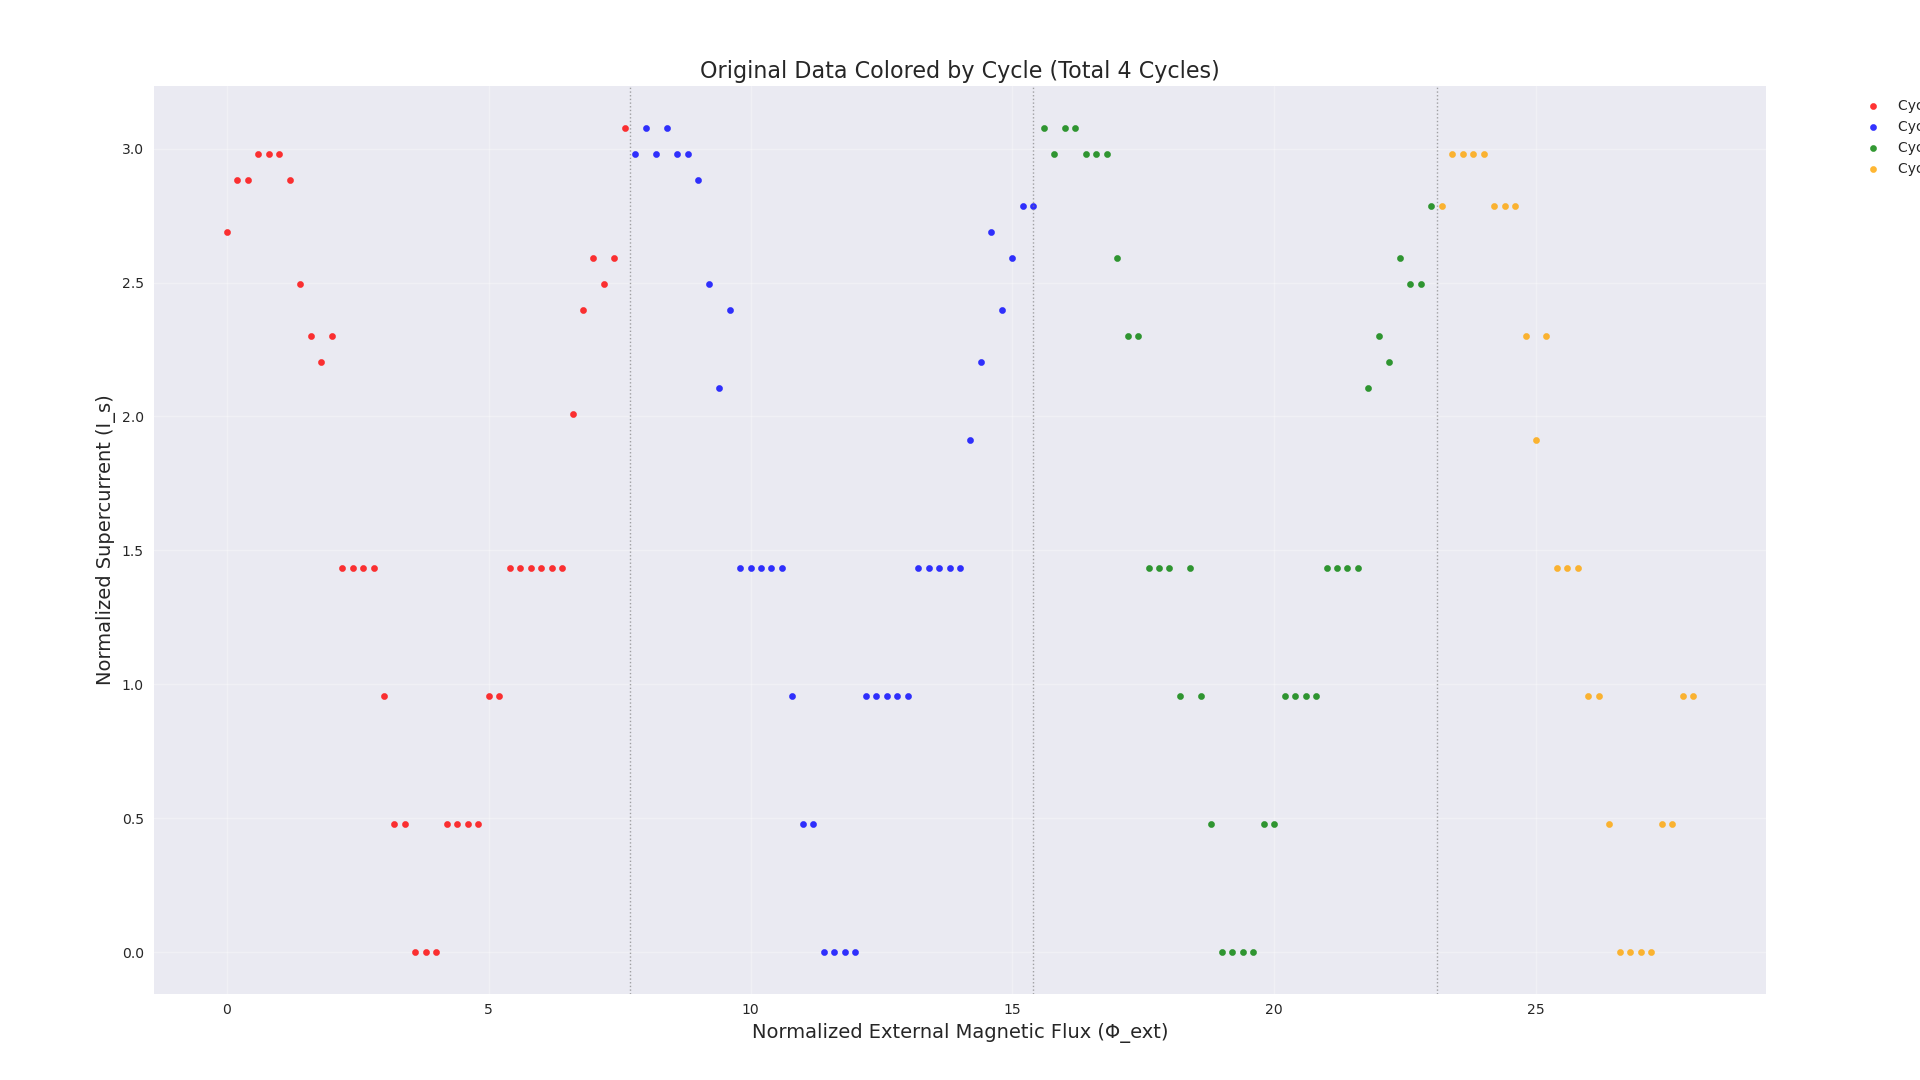 Original Data Colored by Cycle (Total 4 Cycles)
Cyc
Cyc
Cyc
Cyc
Normalized Supercurrent (I_s)
3.0
2.5
2.0
1.5
1.0
0.5
0.0
0 5 10 15 20 25
Normalized External Magnetic Flux (Φ_ext)